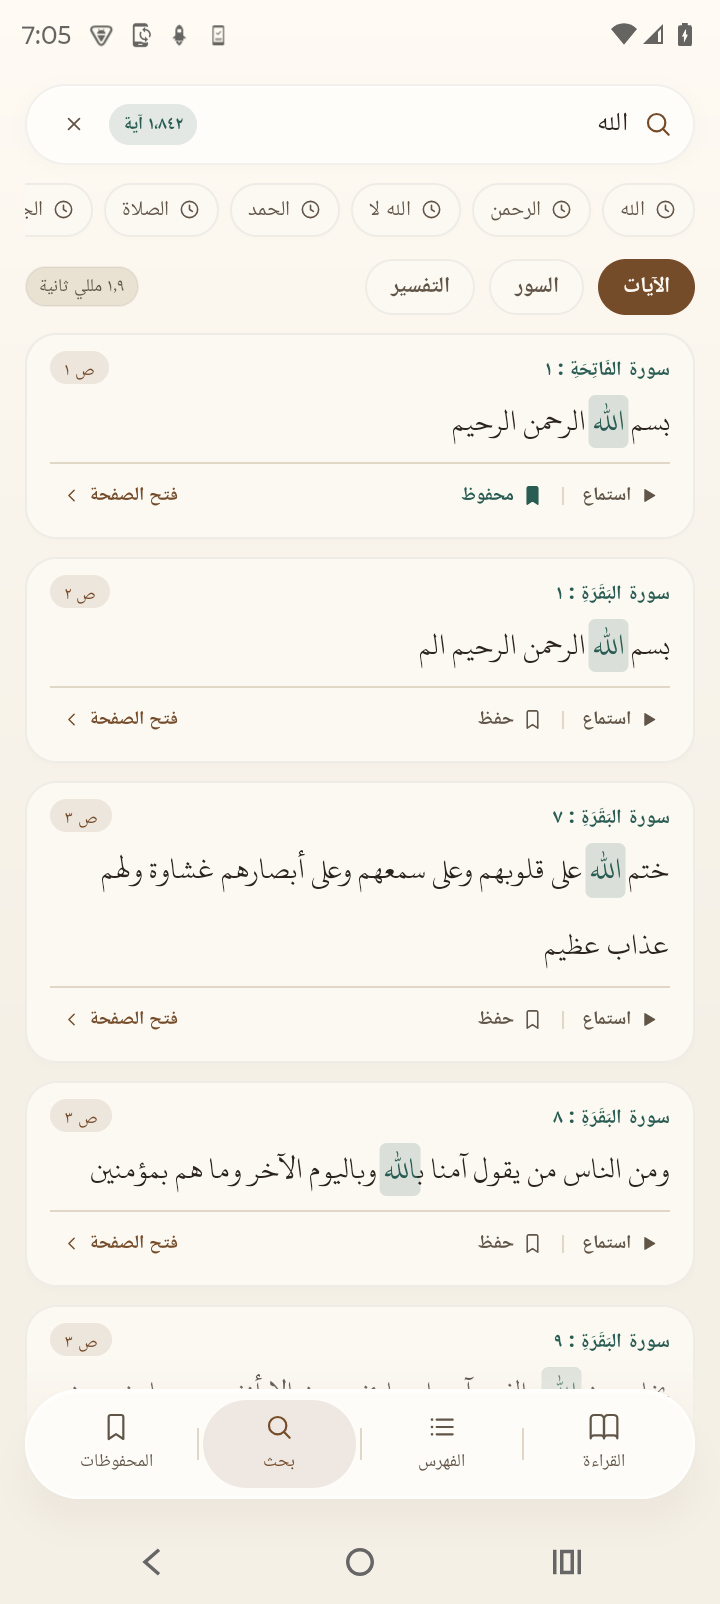 7:05
الله
١،٨٤٢ آية
الله
الرحمن
الله لا
الحمد
الصلاة
الآيات
السور
التفسير
١,٩ مللي ثانية
سورة الفَاتِحَةِ : ١
ص ١
بسم الله الرحمن الرحيم
استماع
محفوظ
فتح الصفحة
سورة البَقَرَةِ : ١
ص ٢
بسم الله الرحمن الرحيم الم
استماع
حفظ
فتح الصفحة
سورة البَقَرَةِ : ٧
ص ٣
ختم الله على قلوبهم وعلى سمعهم وعلى أبصارهم غشاوة ولهم
عذاب عظيم
استماع
حفظ
فتح الصفحة
سورة البَقَرَةِ : ٨
ص ٣
ومن الناس من يقول آمنا بالله وباليوم الآخر وما هم بمؤمنين
استماع
حفظ
فتح الصفحة
سورة البَقَرَةِ : ٩
ص ٣
القراءة
الفهرس
بحث
المحفوظات